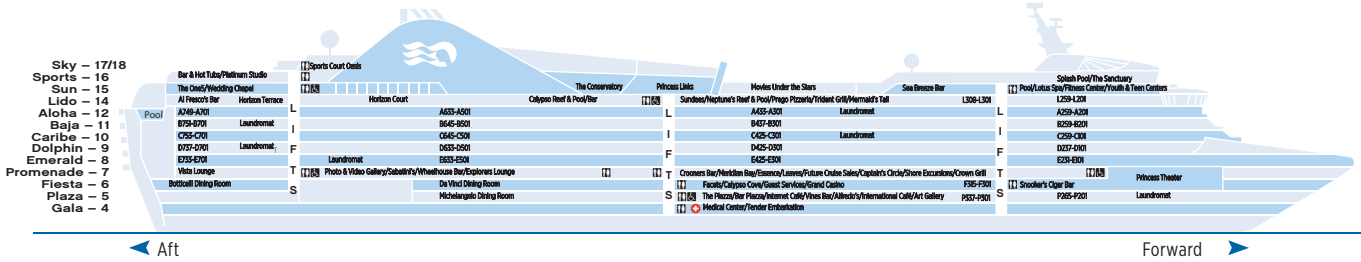 Sky – 17/18
Sports Court Oasis
Sports – 16
Bar & Hot Tubs/Platinum Studio
Splash Pool/The Sanctuary
Sun – 15
The One5/Wedding Chapel
The Conservatory
Princess Links
Movies Under the Stars
Sea Breeze Bar
Pool/Lotus Spa/Fitness Center/Youth & Teen Centers
Lido – 14
Al Fresco's Bar
Horizon Terrace
Horizon Court
Calypso Reef & Pool/Bar
Sundaes/Neptune's Reef & Pool/Prego Pizzeria/Trident Grill/Mermaid's Tail
L308-L301
L259-L201
Aloha – 12
Pool
A749-A701
A633-A501
A433-A301
Laundromat
A259-A201
Baja – 11
B751-B701
Laundromat
B645-B501
B437-B301
B259-B201
Caribe – 10
C753-C701
C645-C501
C425-C301
Laundromat
C259-C101
Dolphin – 9
D737-D701
Laundromat
D633-D501
D425-D301
D237-D101
Emerald – 8
E733-E701
Laundromat
E633-E501
E425-E301
E231-E101
Promenade – 7
Vista Lounge
Photo & Video Gallery/Sabatini's/Wheelhouse Bar/Explorers Lounge
Crooners Bar/Meridian Bay/Essence/Leaves/Future Cruise Sales/Captain's Circle/Shore Excursions/Crown Grill
Princess Theater
Fiesta – 6
Botticelli Dining Room
Da Vinci Dining Room
Facets/Calypso Cove/Guest Services/Grand Casino
F315-F301
Snooker's Cigar Bar
Plaza – 5
Michelangelo Dining Room
The Piazza/Bar Piazza/Internet Café/Vines Bar/Alfredo's/International Café/Art Gallery
P337-P301
P265-P201
Laundromat
Gala – 4
Medical Center/Tender Embarkation
LIFTS
LIFTS
LIFTS
Aft
Forward